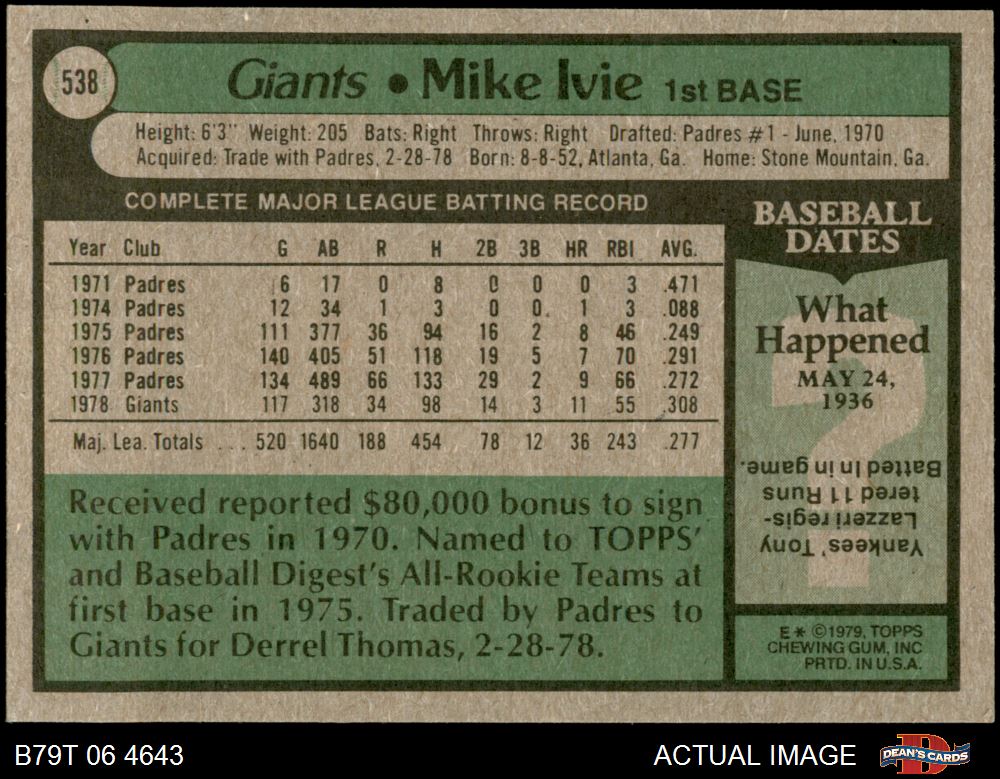 538
Giants • Mike Ivie 1st BASE
Height: 6'3" Weight: 205 Bats: Right Throws: Right Drafted: Padres #1 - June, 1970
Acquired: Trade with Padres, 2-28-78 Born: 8-8-52, Atlanta, Ga. Home: Stone Mountain, Ga.
COMPLETE MAJOR LEAGUE BATTING RECORD
Year Club G AB R H 2B 3B HR RBI AVG.
1971 Padres 6 17 0 8 0 0 0 3 .471
1974 Padres 12 34 1 3 0 0 1 3 .088
1975 Padres 111 377 36 94 16 2 8 46 .249
1976 Padres 140 405 51 118 19 5 7 70 .291
1977 Padres 134 489 66 133 29 2 9 66 .272
1978 Giants 117 318 34 98 14 3 11 55 .308
Maj. Lea. Totals ... 520 1640 188 454 78 12 36 243 .277
Received reported $80,000 bonus to sign
with Padres in 1970. Named to TOPPS'
and Baseball Digest's All-Rookie Teams at
first base in 1975. Traded by Padres to
Giants for Derrel Thomas, 2-28-78.
BASEBALL
DATES
What
Happened
MAY 24,
1936
Yankees' Tony
Lazzeri regis-
tered 11 Runs
Batted In in game.
E* ©1979, TOPPS
CHEWING GUM, INC
PRTD. IN U.S.A.
B79T 06 4643
ACTUAL IMAGE
DEAN'S CARDS